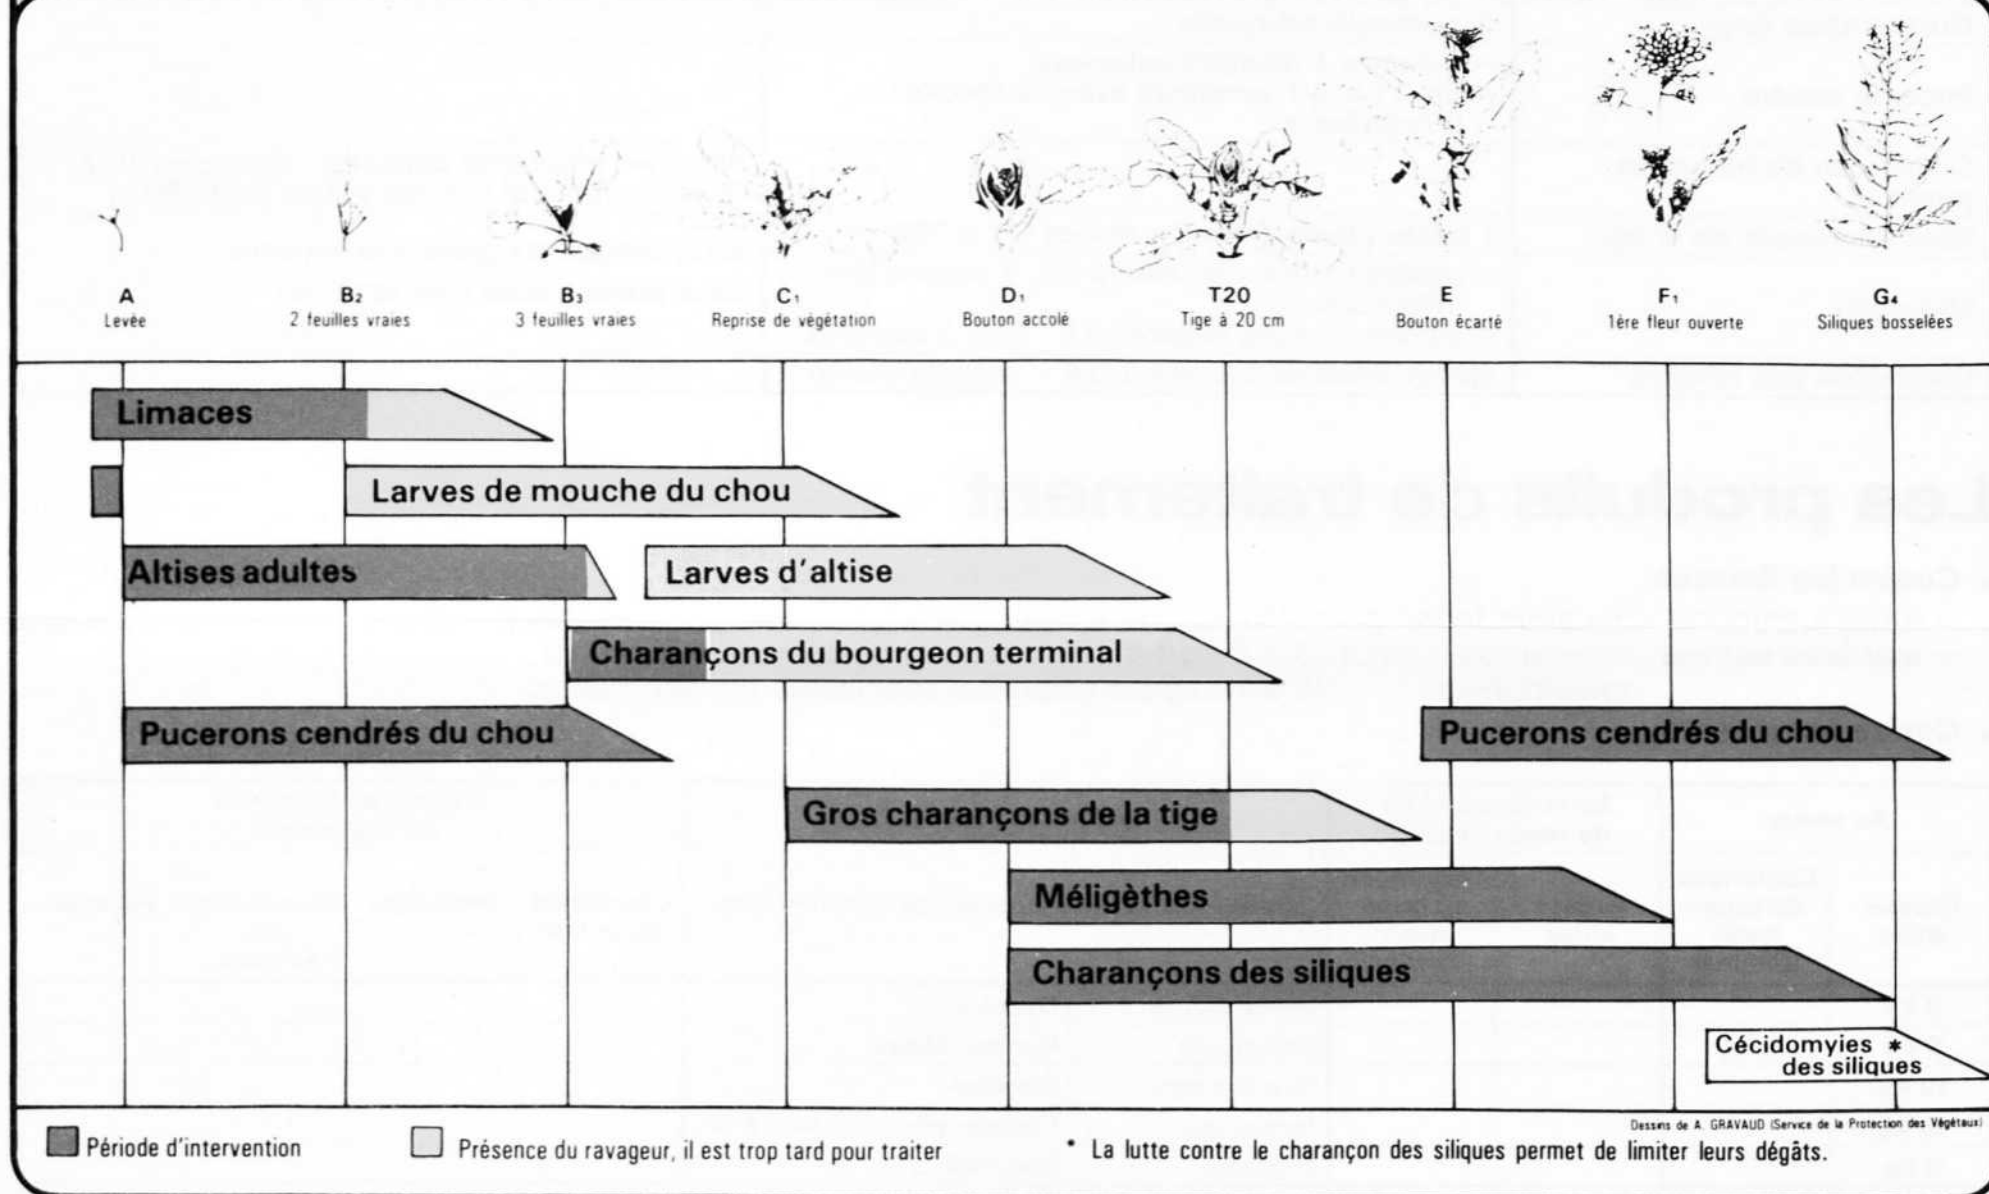 A
Levée
B2
2 feuilles vraies
B3
3 feuilles vraies
C1
Reprise de végétation
D1
Bouton accolé
T20
Tige à 20 cm
E
Bouton écarté
F1
1ère fleur ouverte
G4
Siliques bosselées
Limaces
Larves de mouche du chou
Altises adultes
Larves d'altise
Charançons du bourgeon terminal
Pucerons cendrés du chou
Pucerons cendrés du chou
Gros charançons de la tige
Méligèthes
Charançons des siliques
Cécidomyies *
des siliques
Dessins de A. GRAVAUD (Service de la Protection des Végétaux)
Période d'intervention
Présence du ravageur, il est trop tard pour traiter
* La lutte contre le charançon des siliques permet de limiter leurs dégâts.